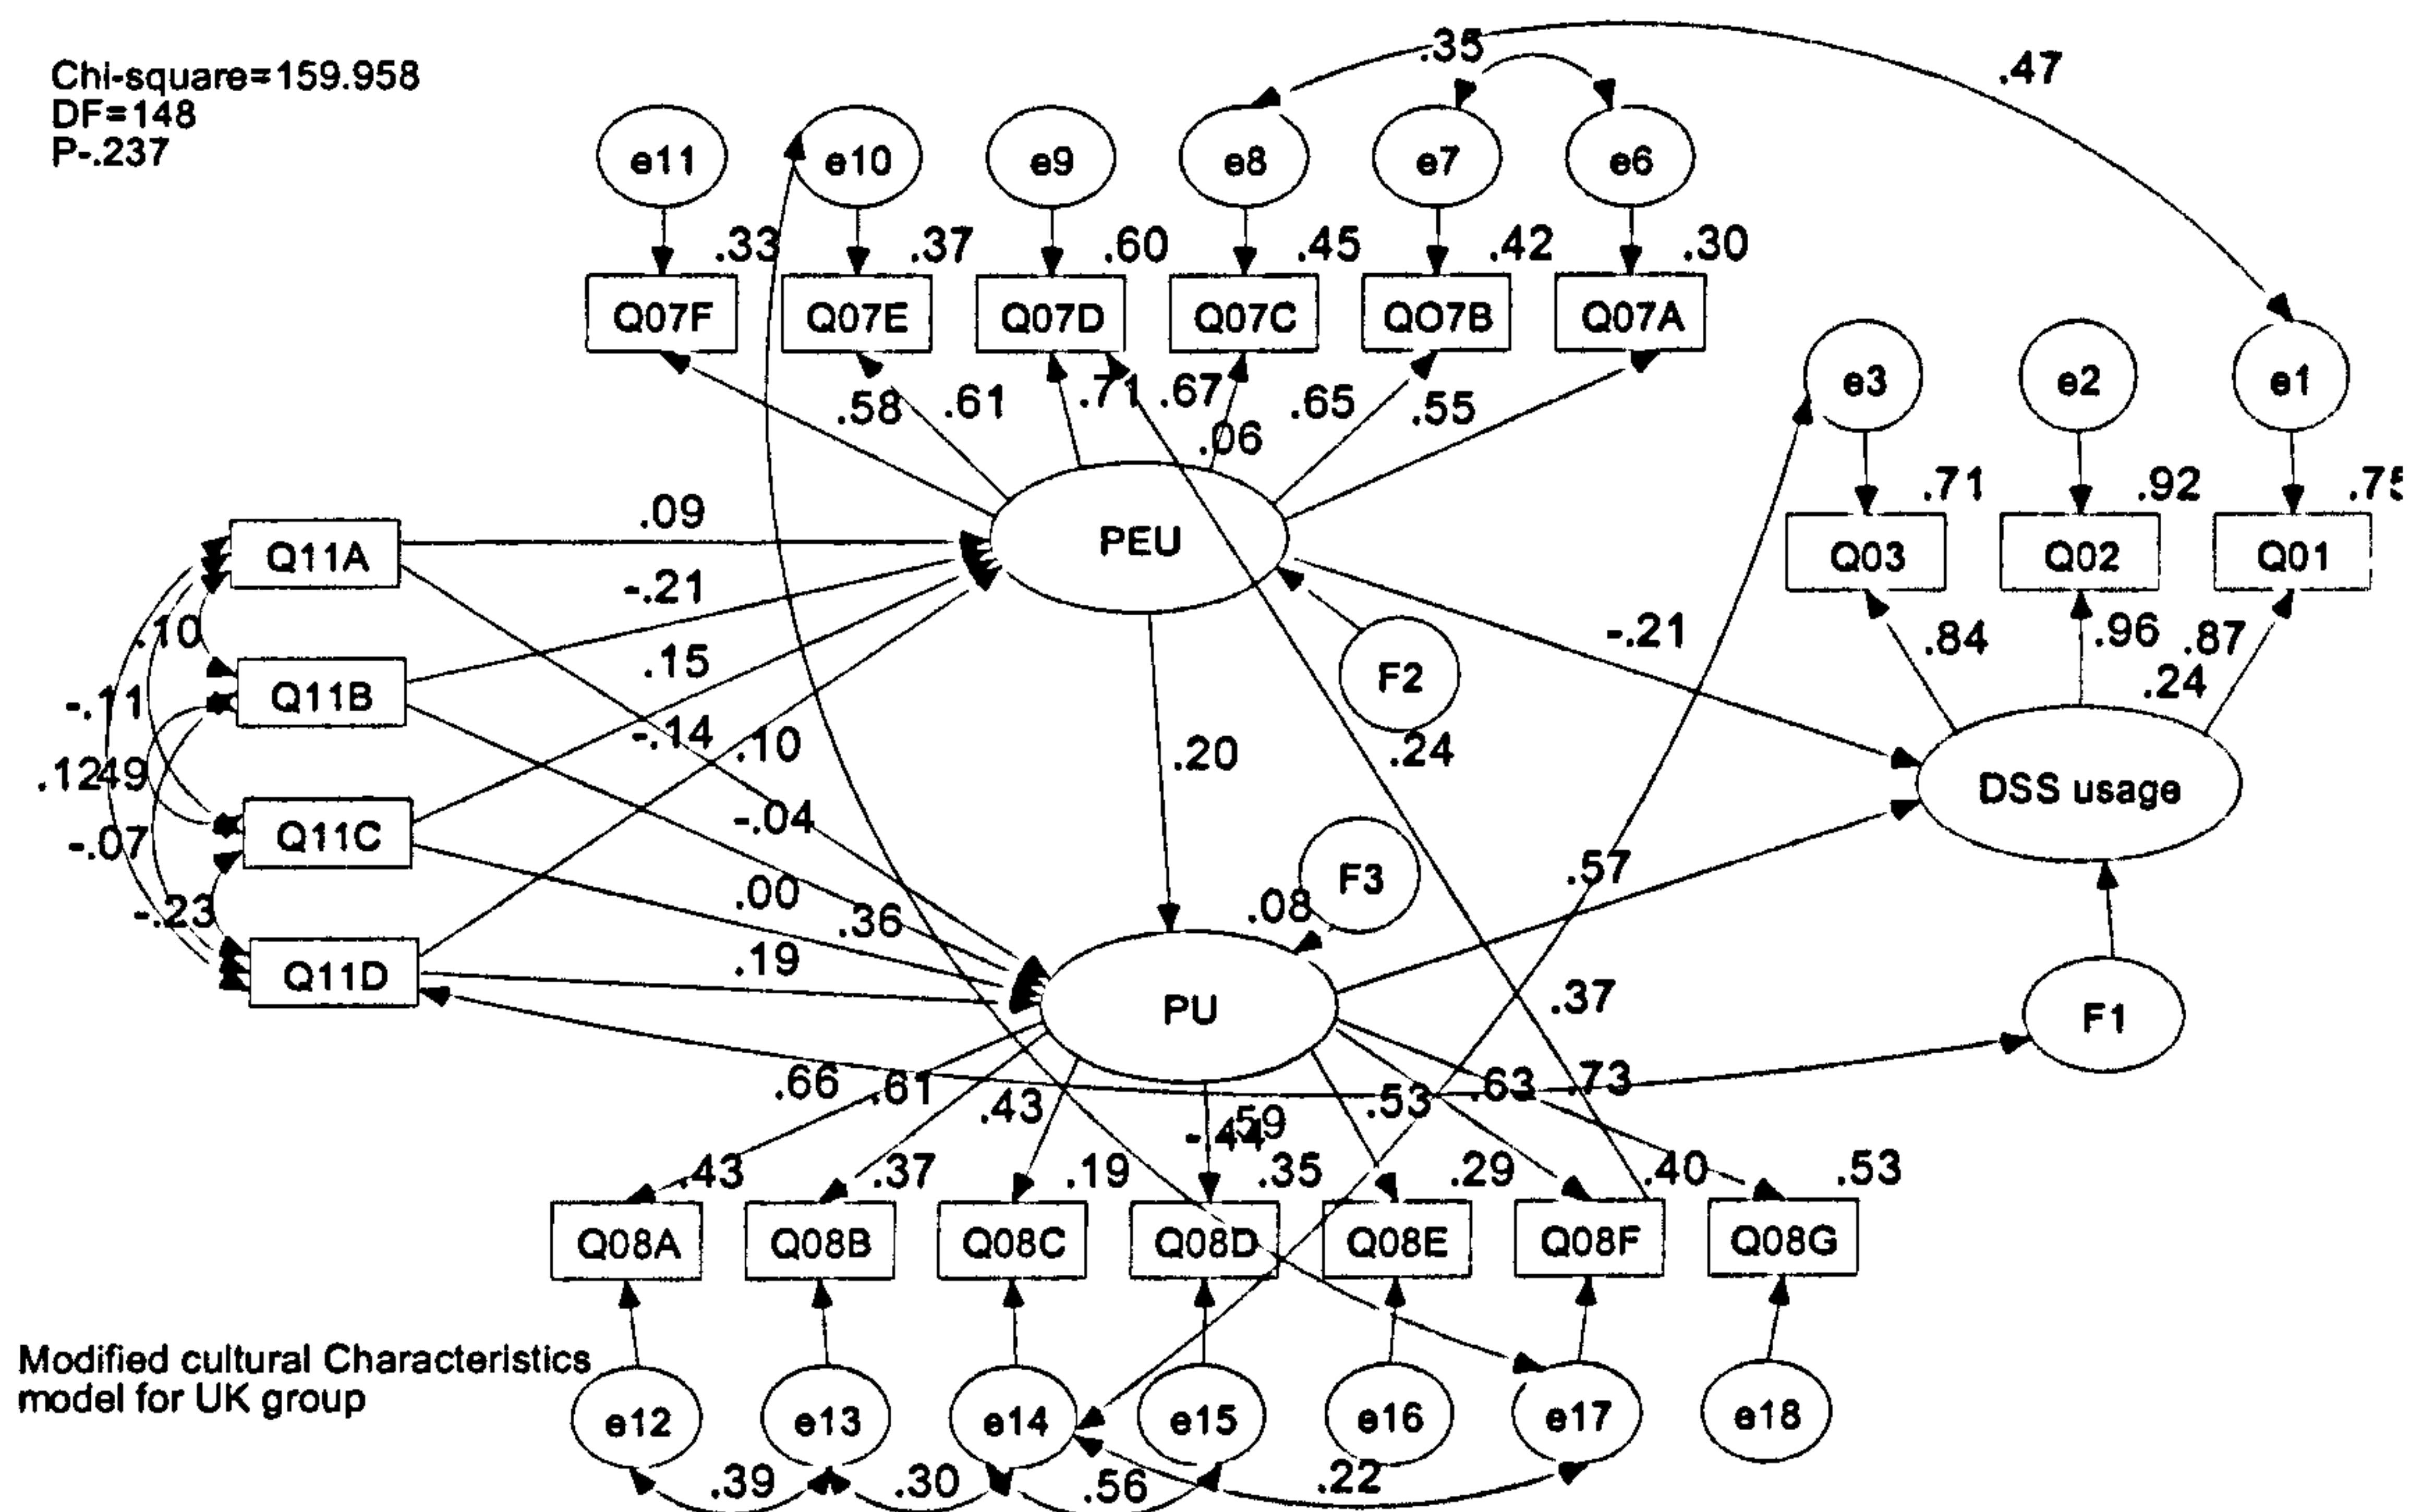 Chi-square=159.958
DF=148
P-.237
.35
.47
e11
e10
e9
e8
e7
e6
.33
.37
.60
.45
.42
.30
Q07F
Q07E
Q07D
Q07C
QO7B
Q07A
e3
e2
e1
.58
.61
.71
.67
.06
.65
.55
.71
.92
Q03
Q02
Q01
.84
.96
.87
.24
Q11A
.09
PEU
-.21
-.21
.10
.15
F2
Q11B
-.11
-.14
.10
.20
.24
DSS usage
.12
.49
Q11C
-.04
-.07
F3
.57
.00
.36
.08
-.23
.19
Q11D
PU
.37
F1
.66
.61
.43
-.44
.59
.53
.63
.73
.43
.37
.19
.35
.29
.40
.53
Q08A
Q08B
Q08C
Q08D
Q08E
Q08F
Q08G
Modified cultural Characteristics
model for UK group
e12
e13
e14
e15
e16
e17
e18
.39
.30
.56
.22